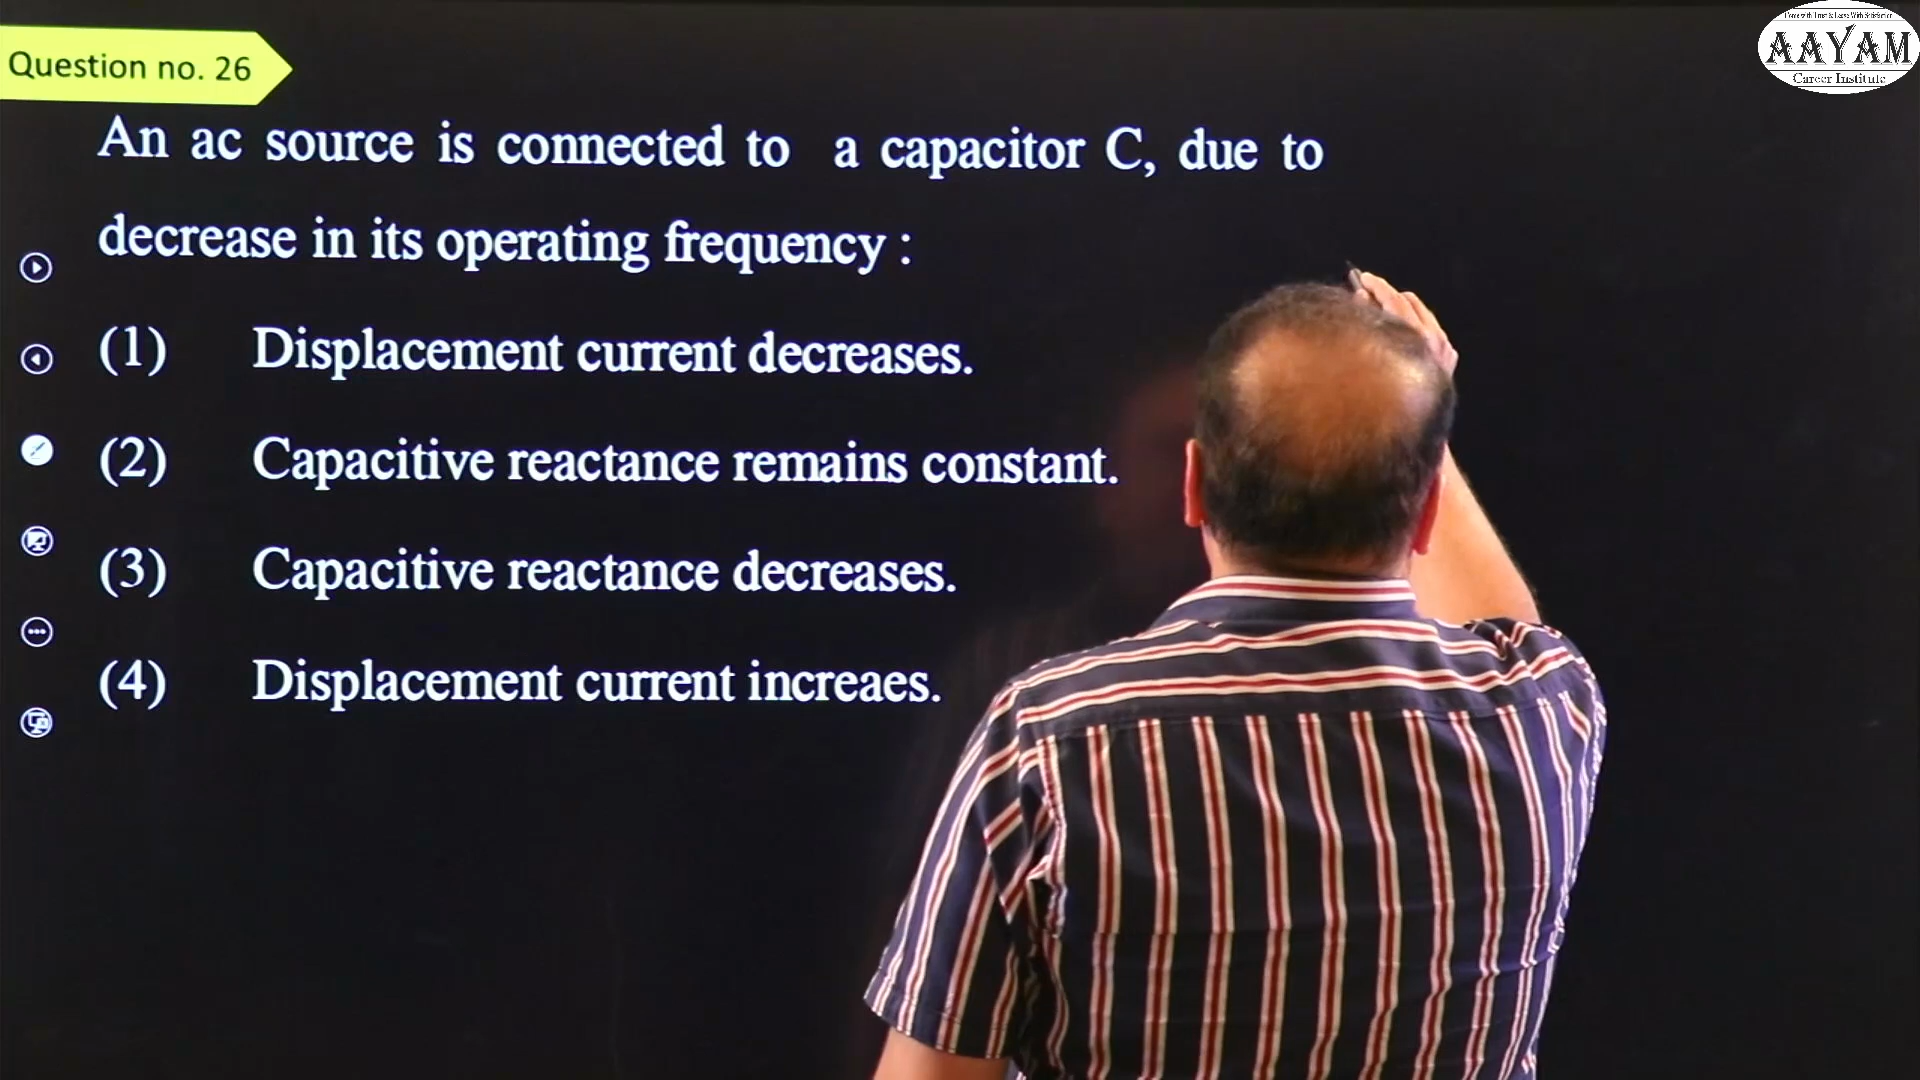 Question no. 26
AAYAM
Career Institute
An ac source is connected to a capacitor C, due to
decrease in its operating frequency :
(1) Displacement current decreases.
(2) Capacitive reactance remains constant.
(3) Capacitive reactance decreases.
(4) Displacement current increaes.